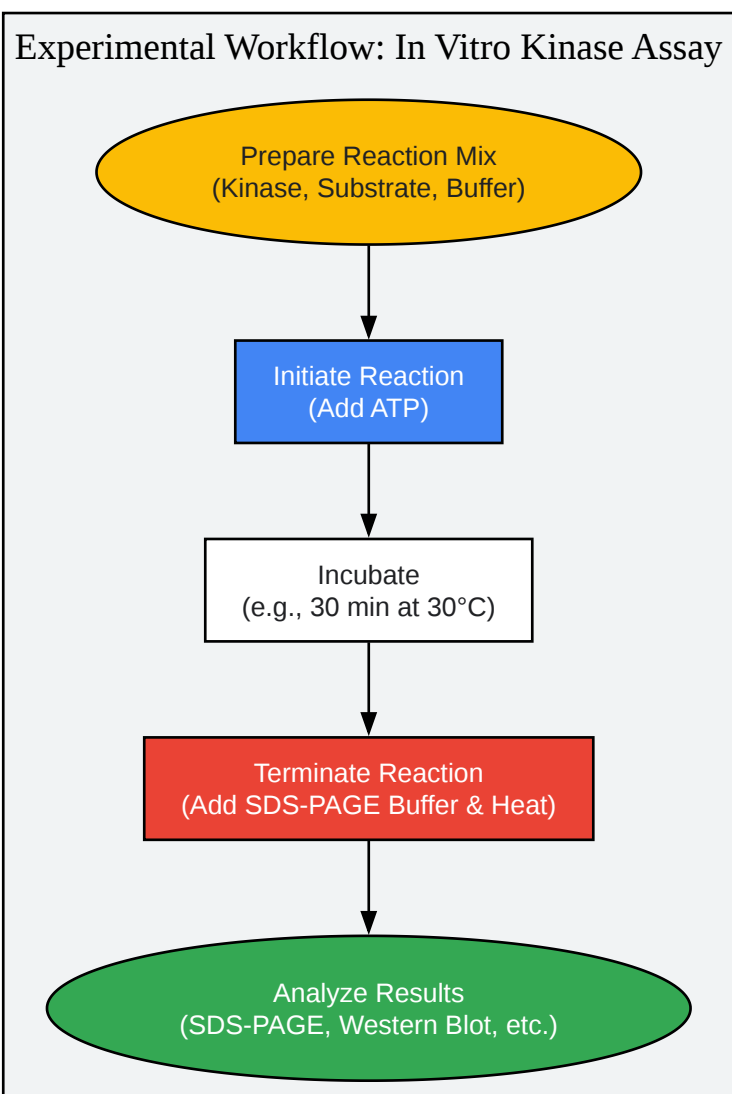 Experimental Workflow: In Vitro Kinase Assay
Prepare Reaction Mix
(Kinase, Substrate, Buffer)
Initiate Reaction
(Add ATP)
Incubate
(e.g., 30 min at 30°C)
Terminate Reaction
(Add SDS-PAGE Buffer & Heat)
Analyze Results
(SDS-PAGE, Western Blot, etc.)